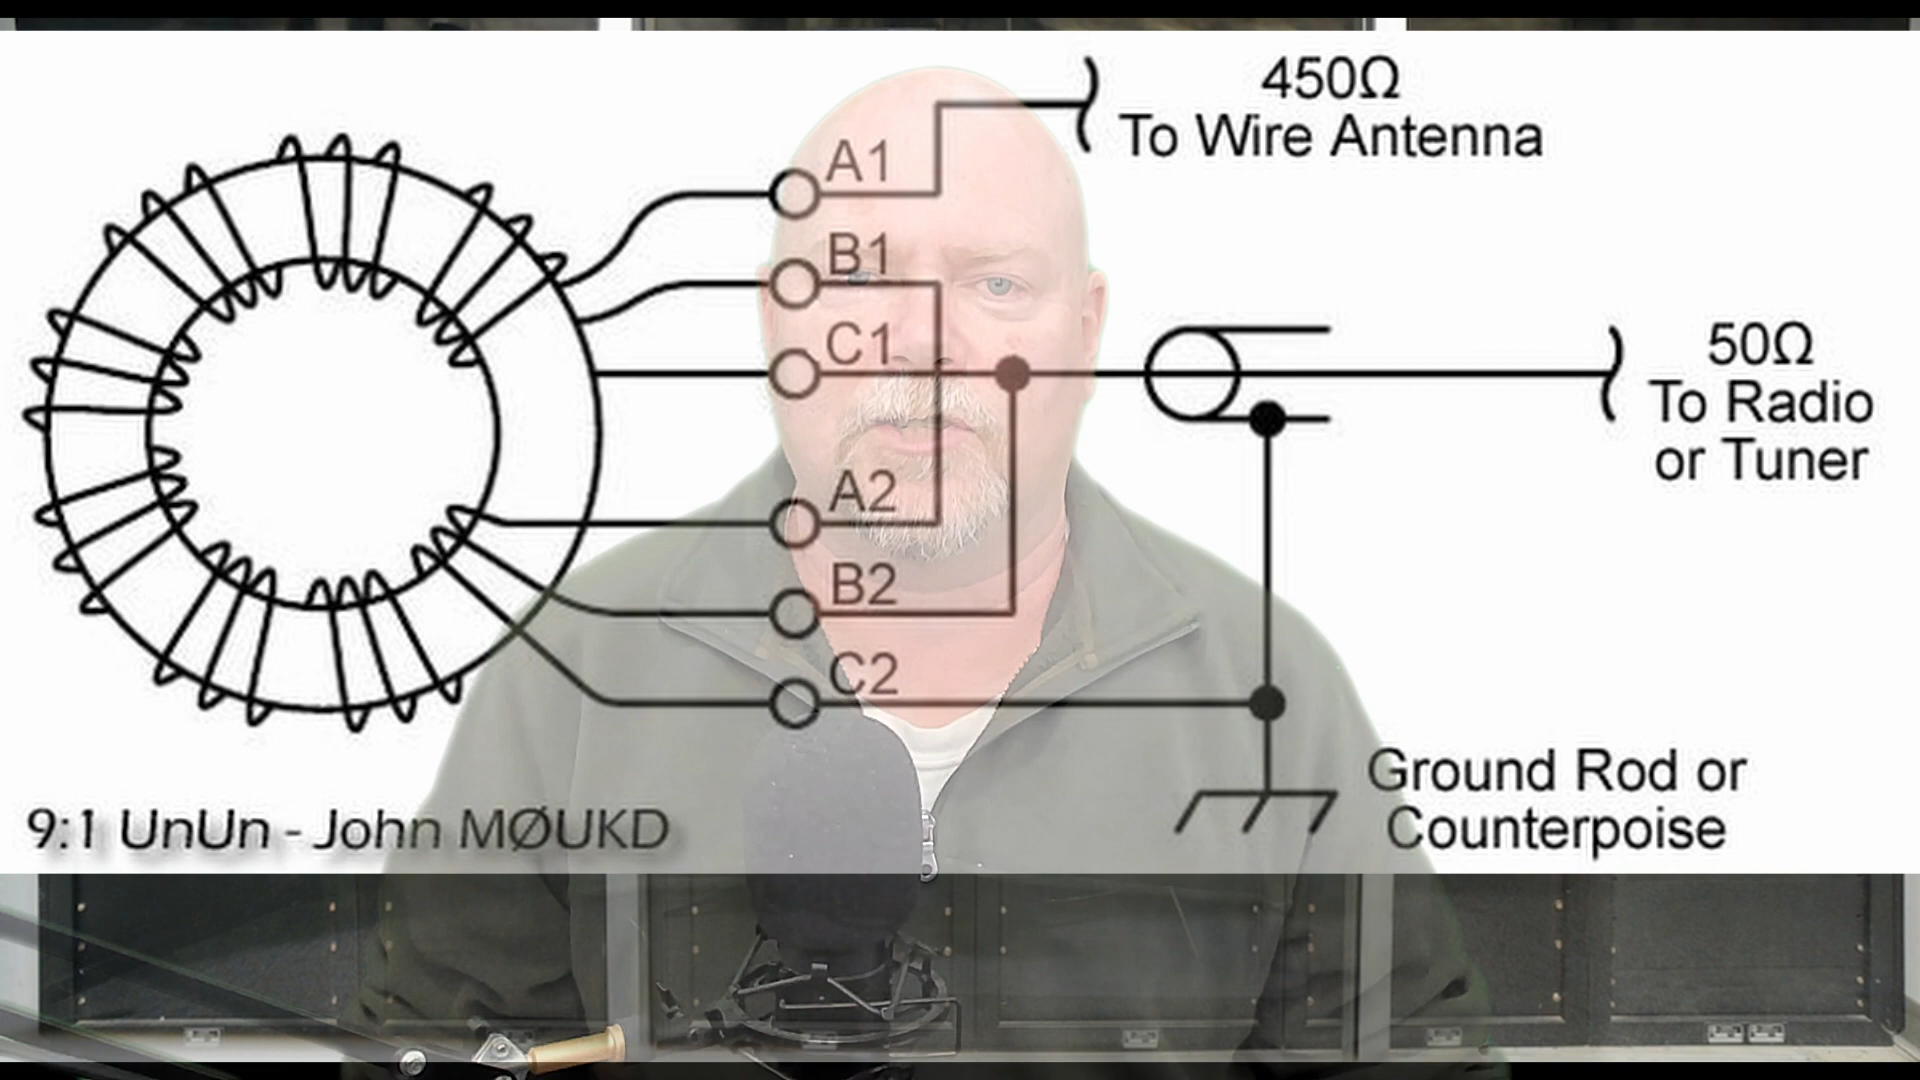 450Ω
To Wire Antenna
A1
B1
C1
50Ω
To Radio
or Tuner
A2
B2
C2
Ground Rod or
Counterpoise
9:1 UnUn - John MØUKD